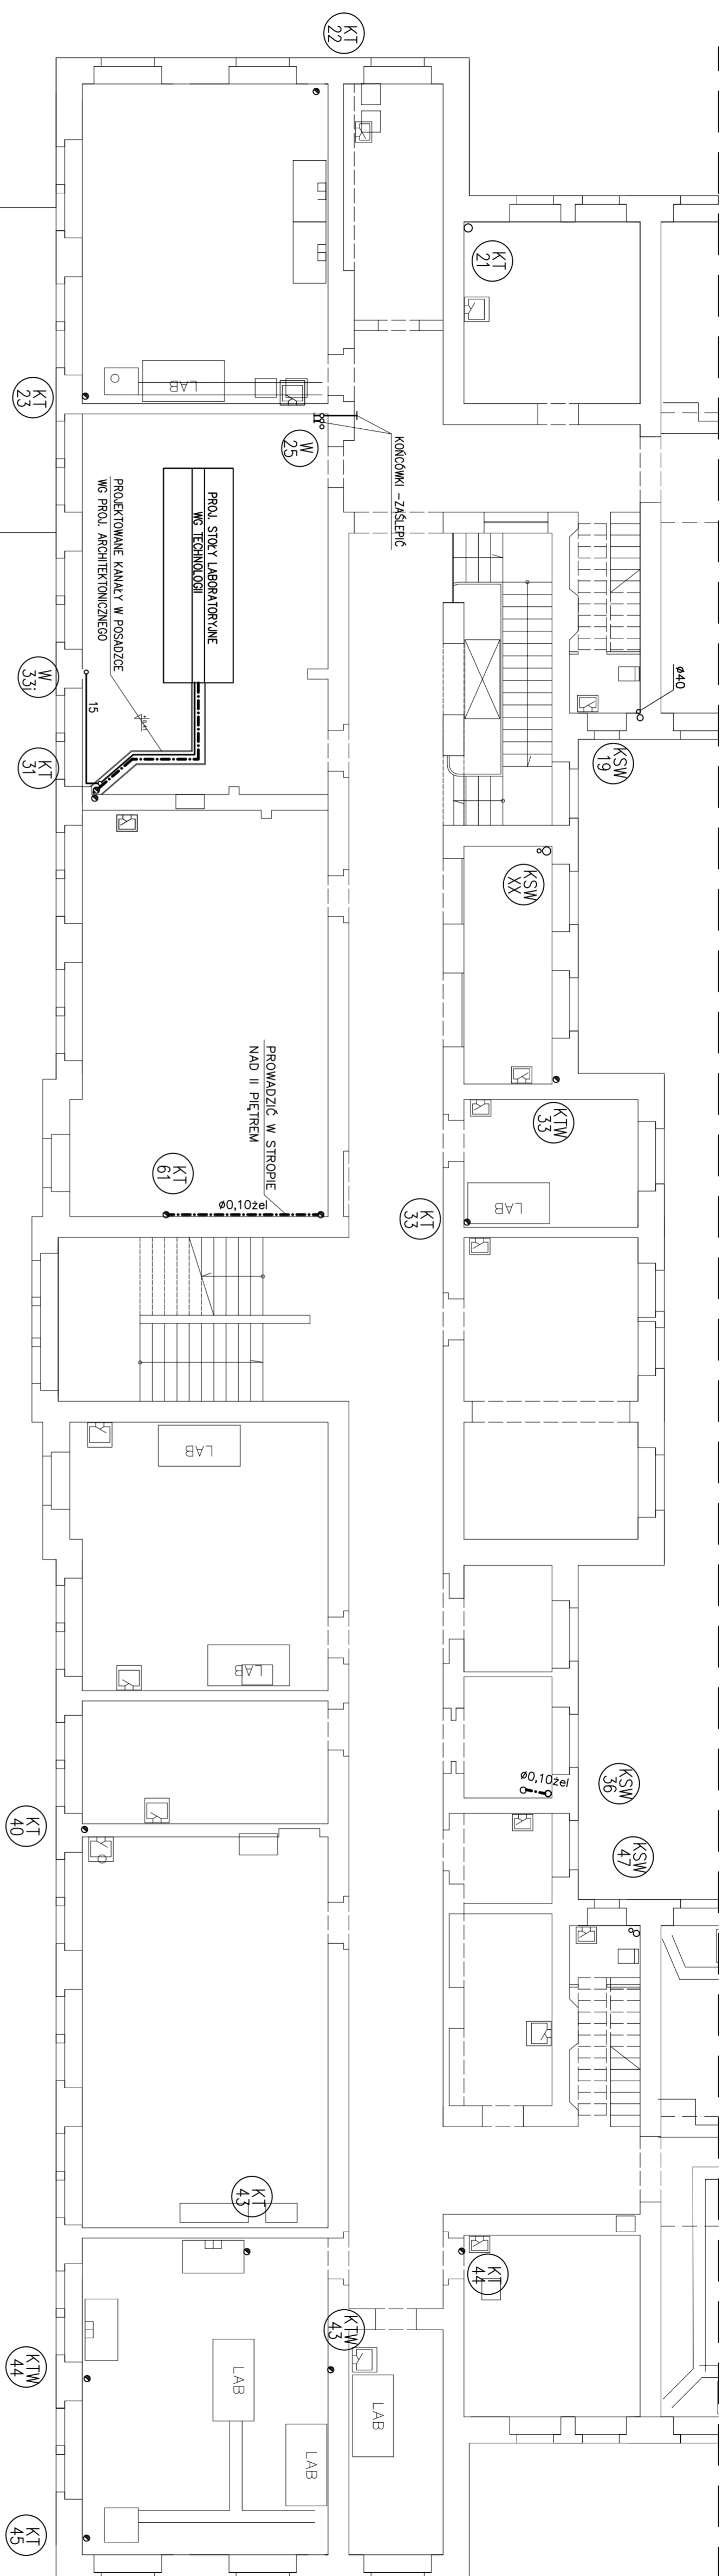 KT
22
KT
21
KT
23
LAB
W
25
KOŃCÓWKI – ZAŚLEPIĆ
PROJ. STOŁY LABORATORYJNE
WG TECHNOLOGII
PROJEKTOWANE KANAŁY W POSADZCE
WG PROJ. ARCHITEKTONICZNEGO
ø40
W
33i
15
KT
31
KSW
19
KSW
XX
KTW
33
LAB
PROWADZIĆ W STROPIE
NAD II PIĘTREM
KT
61
ø0,10żel
KT
33
LAB
LAB
ø0,10żel
KSW
36
KSW
47
KT
40
KT
43
KT
44
KTW
43
LAB
LAB
LAB
KTW
44
KT
45